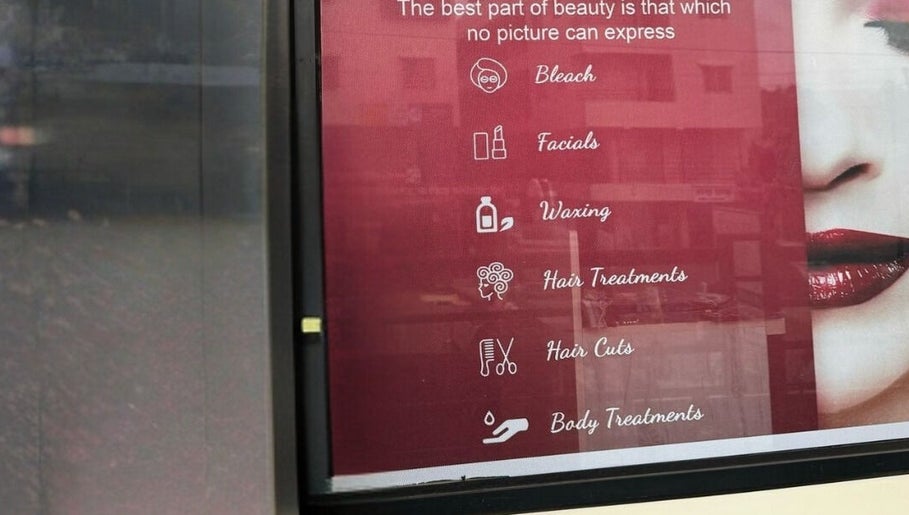 The best part of beauty is that which
no picture can express
Bleach
Facials
Waxing
Hair Treatments
Hair Cuts
Body Treatments